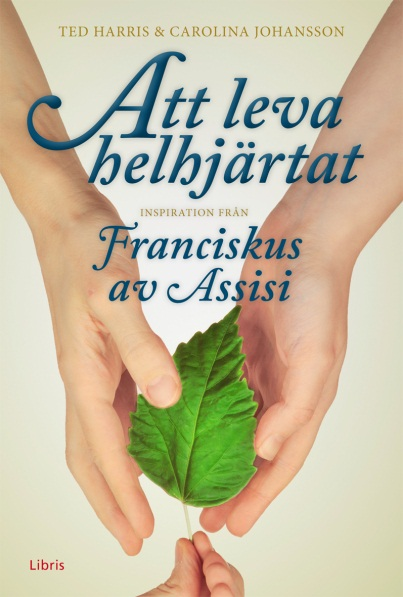 TED HARRIS & CAROLINA JOHANSSON
Att leva
helhjärtat
INSPIRATION FRÅN
Franciskus
av Assisi
Libris